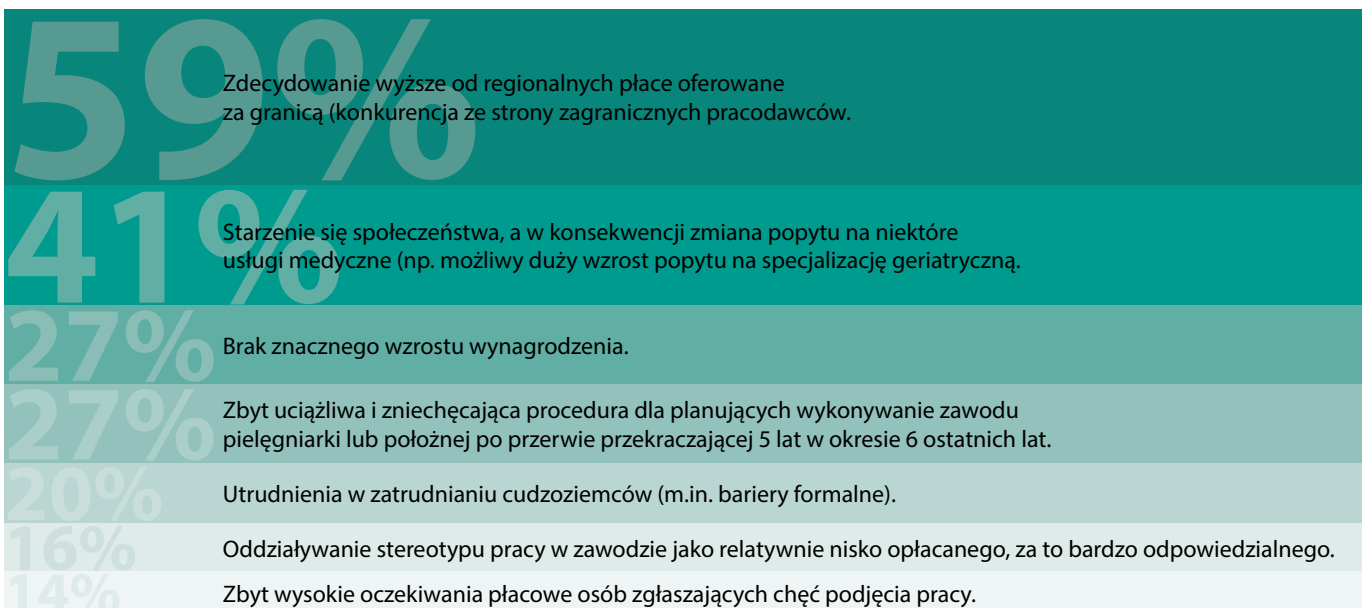 59%
Zdecydowanie wyższe od regionalnych płace oferowane
za granicą (konkurencja ze strony zagranicznych pracodawców.
41%
Starzenie się społeczeństwa, a w konsekwencji zmiana popytu na niektóre
usługi medyczne (np. możliwy duży wzrost popytu na specjalizację geriatryczną.
27%
Brak znacznego wzrostu wynagrodzenia.
27%
Zbyt uciążliwa i zniechęcająca procedura dla planujących wykonywanie zawodu
pielęgniarki lub położnej po przerwie przekraczającej 5 lat w okresie 6 ostatnich lat.
20%
Utrudnienia w zatrudnianiu cudzoziemców (m.in. bariery formalne).
16%
Oddziaływanie stereotypu pracy w zawodzie jako relatywnie nisko opłacanego, za to bardzo odpowiedzialnego.
14%
Zbyt wysokie oczekiwania płacowe osób zgłaszających chęć podjęcia pracy.